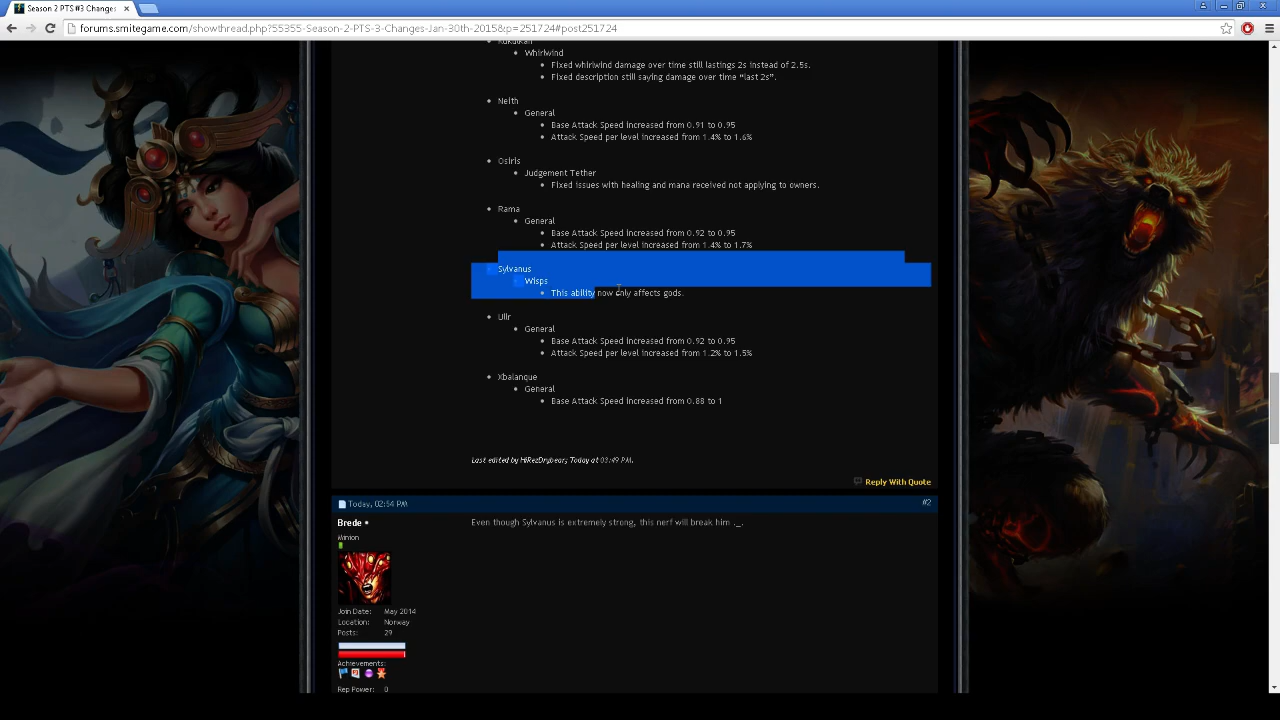 Season 2 PTS #3 Changes
forums.smitegame.com/showthread.php?55355-Season-2-PTS-3-Changes-Jan-30th-2015&p=251724#post251724
Kukulkan
Whirlwind
Fixed whirlwind damage over time still lastings 2s instead of 2.5s.
Fixed description still saying damage over time “last 2s”.
Neith
General
Base Attack Speed increased from 0.91 to 0.95
Attack Speed per level increased from 1.4% to 1.6%
Osiris
Judgement Tether
Fixed issues with healing and mana received not applying to owners.
Rama
General
Base Attack Speed increased from 0.92 to 0.95
Attack Speed per level increased from 1.4% to 1.7%
Sylvanus
Wisps
This ability now only affects gods.
Ullr
General
Base Attack Speed increased from 0.92 to 0.95
Attack Speed per level increased from 1.2% to 1.5%
Xbalanque
General
Base Attack Speed increased from 0.88 to 1
Last edited by HiRezDrybear; Today at 03:49 PM.
Reply With Quote
Today, 02:54 PM
#2
Brede
Even though Sylvanus is extremely strong, this nerf will break him ._.
Minion
Join Date: May 2014
Location: Norway
Posts: 29
Achievements:
Rep Power: 0